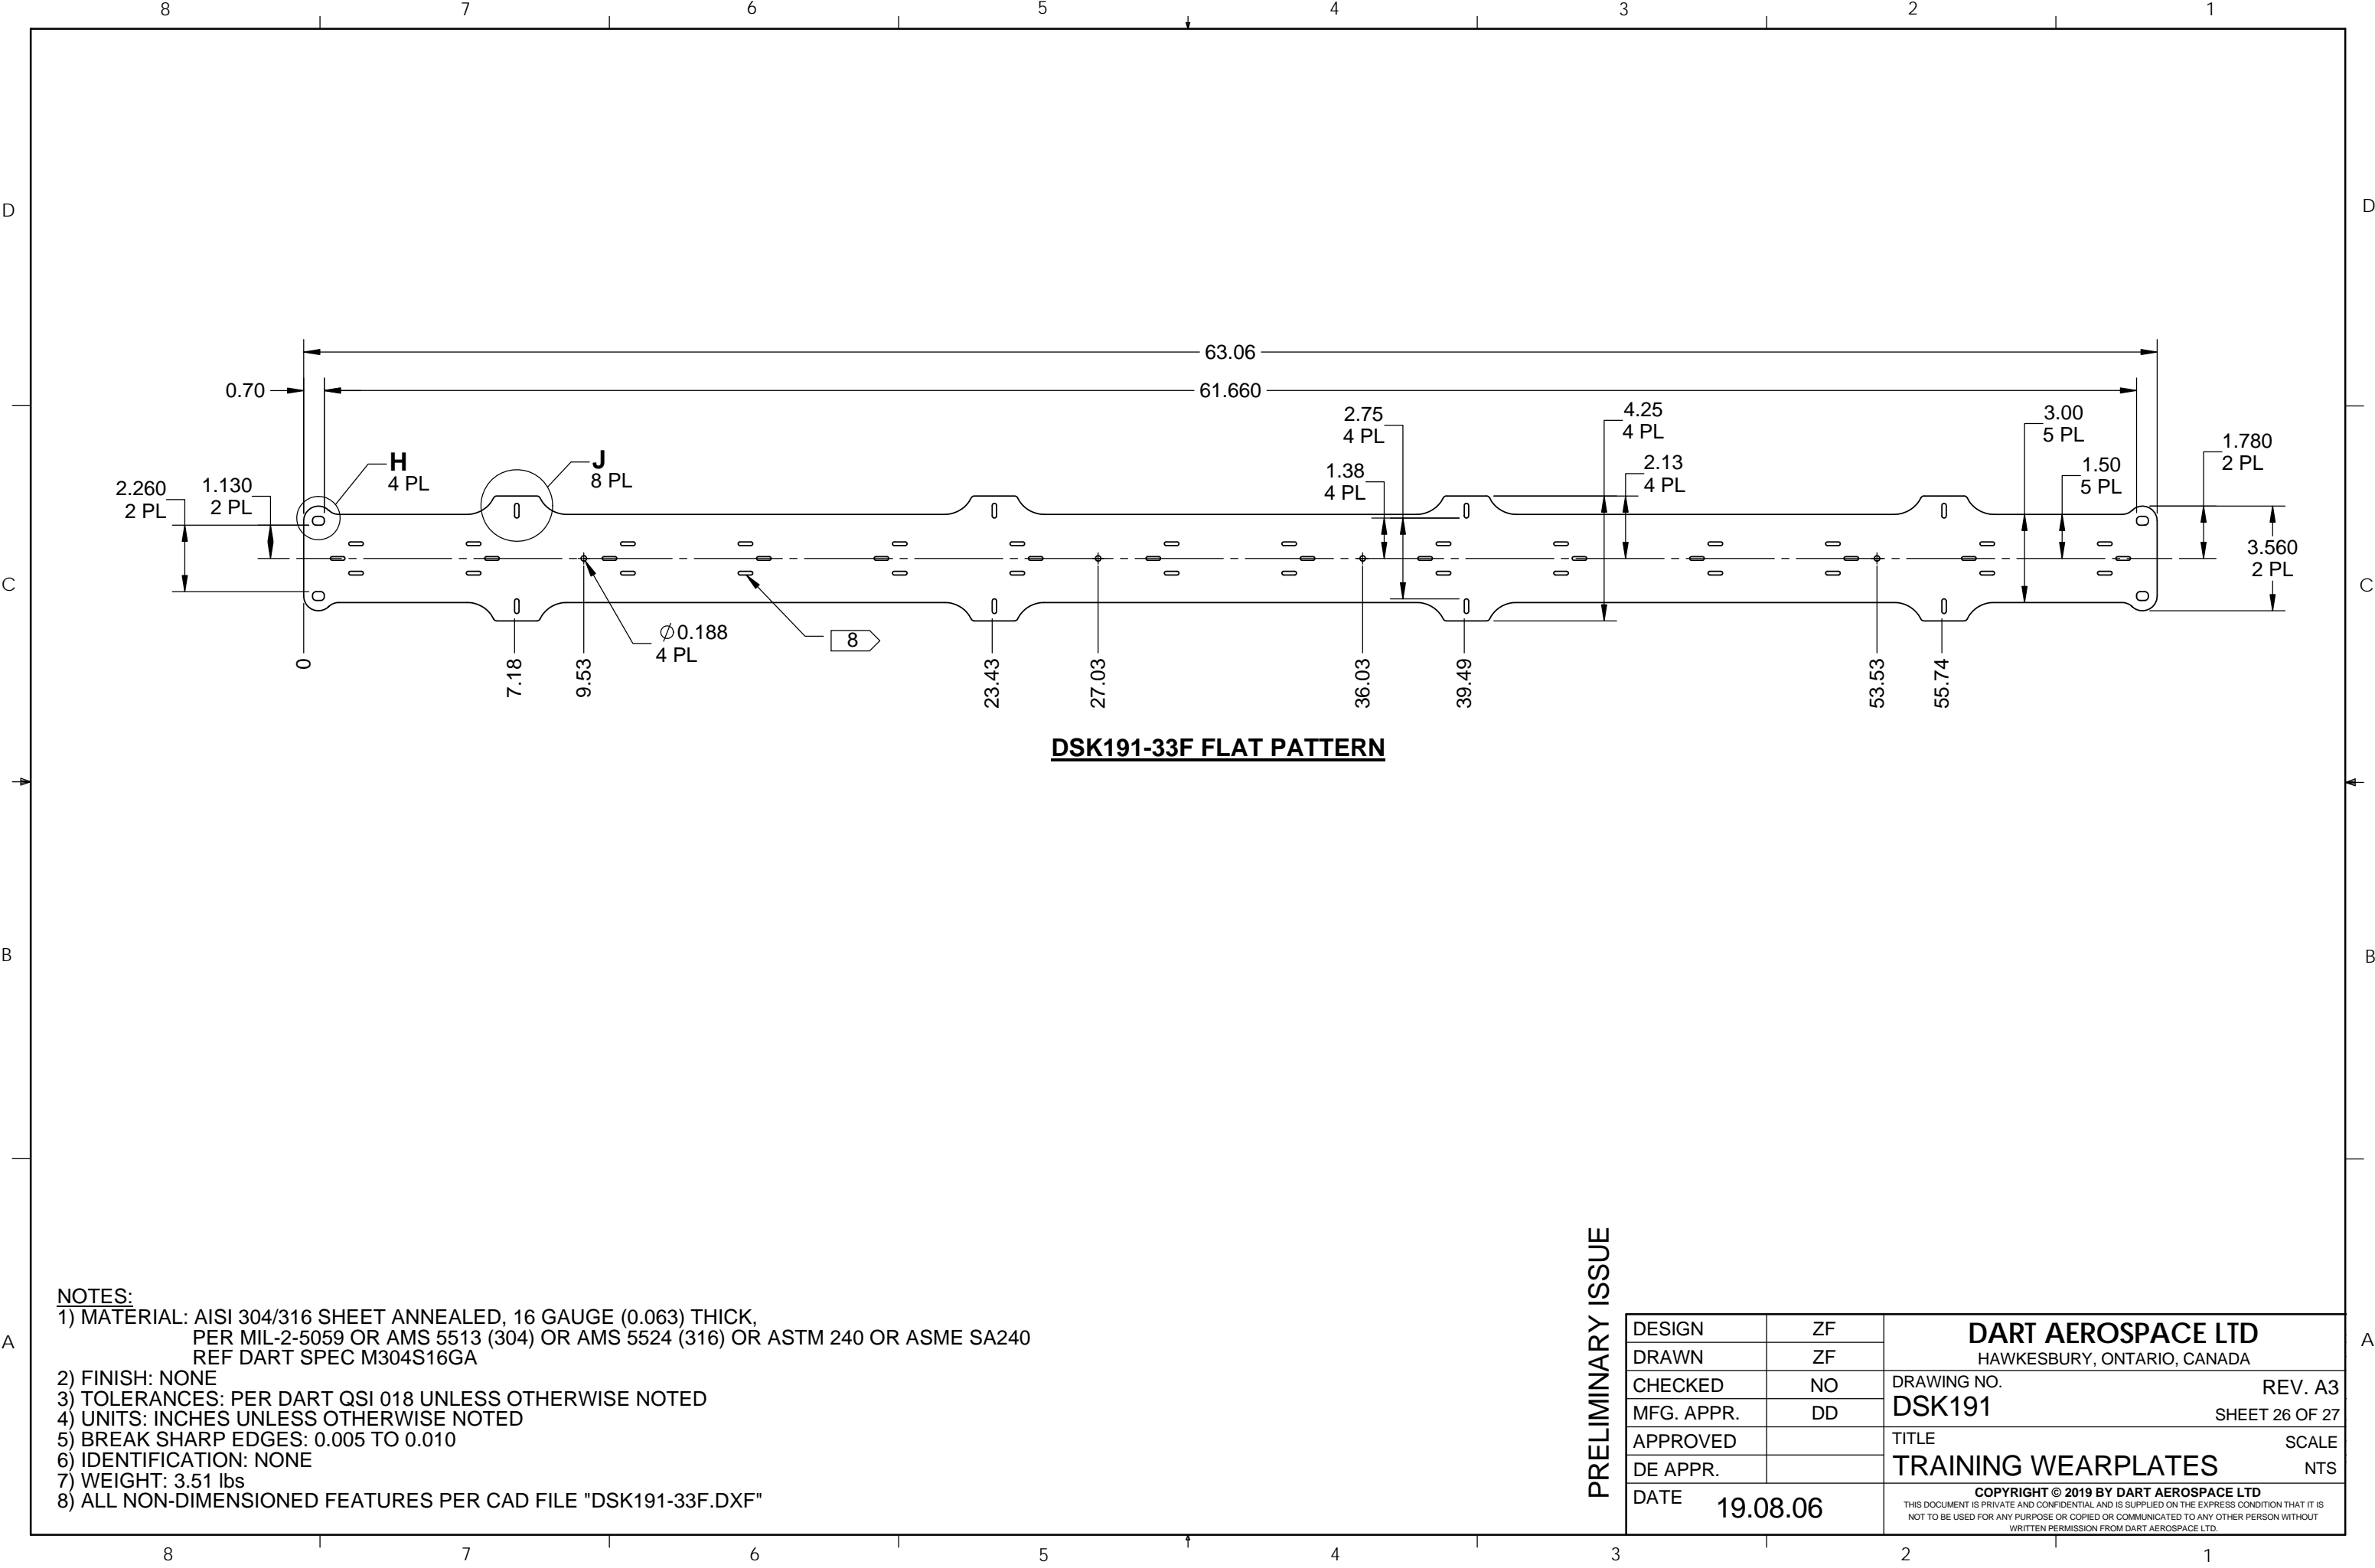 8 7 6 5 4 3 2 1
D D
63.06
0.70
61.660
2.75
4 PL
4.25
4 PL
3.00
5 PL
1.780
2 PL
H
4 PL
J
8 PL
1.38
4 PL
2.13
4 PL
1.50
5 PL
2.260
2 PL
1.130
2 PL
3.560
2 PL
C C
∅0.188
4 PL
8
0
7.18
9.53
23.43
27.03
36.03
39.49
53.53
55.74
DSK191-33F FLAT PATTERN
B B
NOTES:
1) MATERIAL: AISI 304/316 SHEET ANNEALED, 16 GAUGE (0.063) THICK,
PER MIL-2-5059 OR AMS 5513 (304) OR AMS 5524 (316) OR ASTM 240 OR ASME SA240
REF DART SPEC M304S16GA
2) FINISH: NONE
3) TOLERANCES: PER DART QSI 018 UNLESS OTHERWISE NOTED
4) UNITS: INCHES UNLESS OTHERWISE NOTED
5) BREAK SHARP EDGES: 0.005 TO 0.010
6) IDENTIFICATION: NONE
7) WEIGHT: 3.51 lbs
8) ALL NON-DIMENSIONED FEATURES PER CAD FILE "DSK191-33F.DXF"
A A
PRELIMINARY ISSUE
DESIGN ZF
DRAWN ZF
CHECKED NO
MFG. APPR. DD
APPROVED
DE APPR.
DATE 19.08.06
DART AEROSPACE LTD
HAWKESBURY, ONTARIO, CANADA
DRAWING NO. REV. A3
DSK191 SHEET 26 OF 27
TITLE SCALE
TRAINING WEARPLATES NTS
COPYRIGHT © 2019 BY DART AEROSPACE LTD
THIS DOCUMENT IS PRIVATE AND CONFIDENTIAL AND IS SUPPLIED ON THE EXPRESS CONDITION THAT IT IS
NOT TO BE USED FOR ANY PURPOSE OR COPIED OR COMMUNICATED TO ANY OTHER PERSON WITHOUT
WRITTEN PERMISSION FROM DART AEROSPACE LTD.
8 7 6 5 4 3 2 1